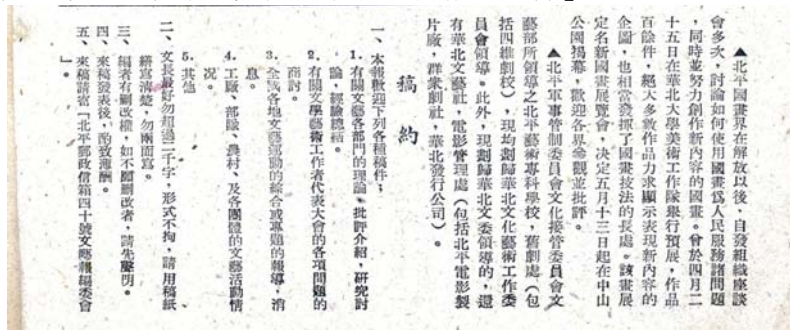 ▲北平國畫界在解放以後，自發組織座談
會多次，討論如何使用國畫爲人民服務諸問題
，同時並努力創作新內容的國畫。曾於四月二
十五日在華北大學美術工作隊舉行預展，作品
百餘件，絕大多數作品力求顯示表現新內容的
企圖，也相當發揮了國畫技法的長處。該畫展
定名新國畫展覽會，决定五月十三日起在中山
公園揭幕，歡迎各界參觀並批評。
▲北平軍事管制委員會文化接管委員會文
藝部所領導之北平藝術專科學校，舊劇處（包
括四維劇校），現均劃歸華北文化藝術工作委
員會領導。此外，現劃歸華北文委領導的，還
有華北文藝社，電影管理處（包括北平電影製
片廠，羣衆劇社，華北發行公司）。
稿約
一、本報歡迎下列各種稿件：
1.有關文藝各部門的理論、批評介紹，研究討
論，經驗總結。
2.有關文學藝術工作者代表大會的各項問題的
商討。
3.全國各地文藝運動的綜合或專題的報導，消
息。
4.工廠、部隊、農村、及各團體的文藝活動情
况。
5.其他
二、文長最好勿超過二千字，形式不拘，請用稿紙
繕寫清楚，勿兩面寫。
三、編者有刪改權，如不願刪改者，請先聲明。
四、來稿發表後，酌致薄酬。
五、來稿請寄「北平郵政信箱四十號文藝報編委會
」。